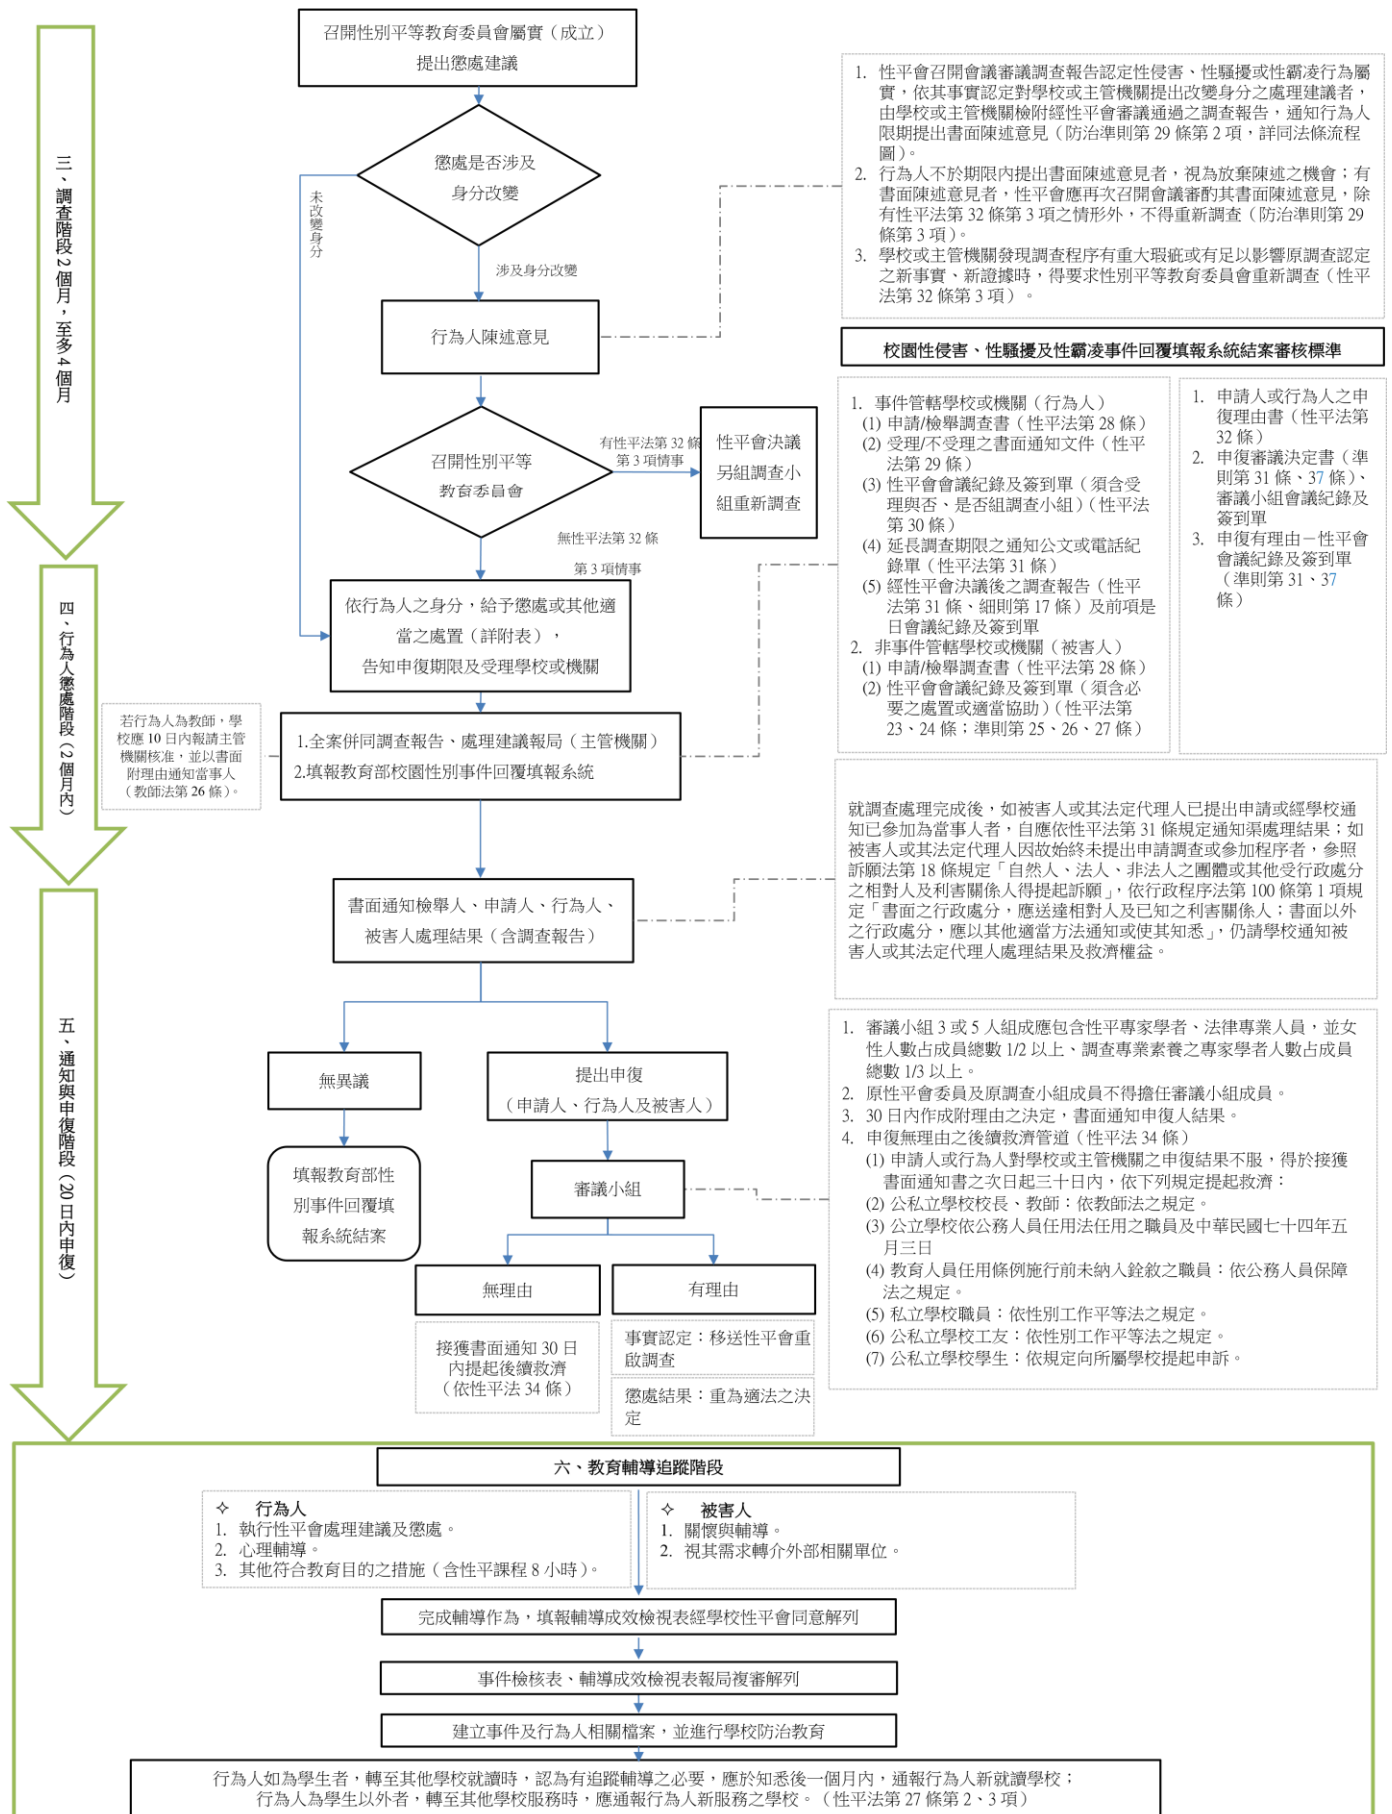 三、調查階段2個月，至多4個月
召開性別平等教育委員會屬實（成立）
提出懲處建議
懲處是否涉及
身分改變
未改變身分
涉及身分改變
行為人陳述意見
召開性別平等
教育委員會
有性平法第 32 條
第 3 項情事
性平會決議
另組調查小
組重新調查
無性平法第 32 條
第 3 項情事
1. 性平會召開會議審議調查報告認定性侵害、性騷擾或性霸凌行為屬
實，依其事實認定對學校或主管機關提出改變身分之處理建議者，
由學校或主管機關檢附經性平會審議通過之調查報告，通知行為人
限期提出書面陳述意見（防治準則第 29 條第 2 項，詳同法條流程
圖）。
2. 行為人不於期限內提出書面陳述意見者，視為放棄陳述之機會；有
書面陳述意見者，性平會應再次召開會議審酌其書面陳述意見，除
有性平法第 32 條第 3 項之情形外，不得重新調查（防治準則第 29
條第 3 項）。
3. 學校或主管機關發現調查程序有重大瑕疵或有足以影響原調查認定
之新事實、新證據時，得要求性別平等教育委員會重新調查（性平
法第 32 條第 3 項）。
校園性侵害、性騷擾及性霸凌事件回覆填報系統結案審核標準
1. 事件管轄學校或機關（行為人）
(1) 申請/檢舉調查書（性平法第 28 條）
(2) 受理/不受理之書面通知文件（性平
法第 29 條）
(3) 性平會會議紀錄及簽到單（須含受
理與否、是否組調查小組）（性平法
第 30 條）
(4) 延長調查期限之通知公文或電話紀
錄單（性平法第 31 條）
(5) 經性平會決議後之調查報告（性平
法第 31 條、細則第 17 條）及前項是
日會議紀錄及簽到單
2. 非事件管轄學校或機關（被害人）
(1) 申請/檢舉調查書（性平法第 28 條）
(2) 性平會會議紀錄及簽到單（須含必
要之處置或適當協助）（性平法第
23、24 條；準則第 25、26、27 條）
1. 申請人或行為人之申
復理由書（性平法第
32 條）
2. 申復審議決定書（準
則第 31 條、37 條）、
審議小組會議紀錄及
簽到單
3. 申復有理由－性平會
會議紀錄及簽到單
（準則第 31、37
條）
四、行為人懲處階段（2個月內）
依行為人之身分，給予懲處或其他適
當之處置（詳附表），
告知申復期限及受理學校或機關
若行為人為教師，學
校應 10 日內報請主管
機關核准，並以書面
附理由通知當事人
（教師法第 26 條）。
1.全案併同調查報告、處理建議報局（主管機關）
2.填報教育部校園性別事件回覆填報系統
五、通知與申復階段（20日內申復）
書面通知檢舉人、申請人、行為人、
被害人處理結果（含調查報告）
就調查處理完成後，如被害人或其法定代理人已提出申請或經學校通
知已參加為當事人者，自應依性平法第 31 條規定通知渠處理結果；如
被害人或其法定代理人因故始終未提出申請調查或參加程序者，參照
訴願法第 18 條規定「自然人、法人、非法人之團體或其他受行政處分
之相對人及利害關係人得提起訴願」，依行政程序法第 100 條第 1 項規
定「書面之行政處分，應送達相對人及已知之利害關係人；書面以外
之行政處分，應以其他適當方法通知或使其知悉」，仍請學校通知被
害人或其法定代理人處理結果及救濟權益。
無異議
提出申復
（申請人、行為人及被害人）
填報教育部性
別事件回覆填
報系統結案
審議小組
無理由
有理由
接獲書面通知 30 日
內提起後續救濟
（依性平法 34 條）
事實認定：移送性平會重
啟調查
懲處結果：重為適法之決
定
1. 審議小組 3 或 5 人組成應包含性平專家學者、法律專業人員，並女
性人數占成員總數 1/2 以上、調查專業素養之專家學者人數占成員
總數 1/3 以上。
2. 原性平會委員及原調查小組成員不得擔任審議小組成員。
3. 30 日內作成附理由之決定，書面通知申復人結果。
4. 申復無理由之後續救濟管道（性平法 34 條）
(1) 申請人或行為人對學校或主管機關之申復結果不服，得於接獲
書面通知書之次日起三十日內，依下列規定提起救濟：
(2) 公私立學校校長、教師：依教師法之規定。
(3) 公立學校依公務人員任用法任用之職員及中華民國七十四年五
月三日
(4) 教育人員任用條例施行前未納入銓敘之職員：依公務人員保障
法之規定。
(5) 私立學校職員：依性別工作平等法之規定。
(6) 公私立學校工友：依性別工作平等法之規定。
(7) 公私立學校學生：依規定向所屬學校提起申訴。
六、教育輔導追蹤階段
✧ 行為人
1. 執行性平會處理建議及懲處。
2. 心理輔導。
3. 其他符合教育目的之措施（含性平課程 8 小時）。
✧ 被害人
1. 關懷與輔導。
2. 視其需求轉介外部相關單位。
完成輔導作為，填報輔導成效檢視表經學校性平會同意解列
事件檢核表、輔導成效檢視表報局複審解列
建立事件及行為人相關檔案，並進行學校防治教育
行為人如為學生者，轉至其他學校就讀時，認為有追蹤輔導之必要，應於知悉後一個月內，通報行為人新就讀學校；
行為人為學生以外者，轉至其他學校服務時，應通報行為人新服務之學校。（性平法第 27 條第 2、3 項）